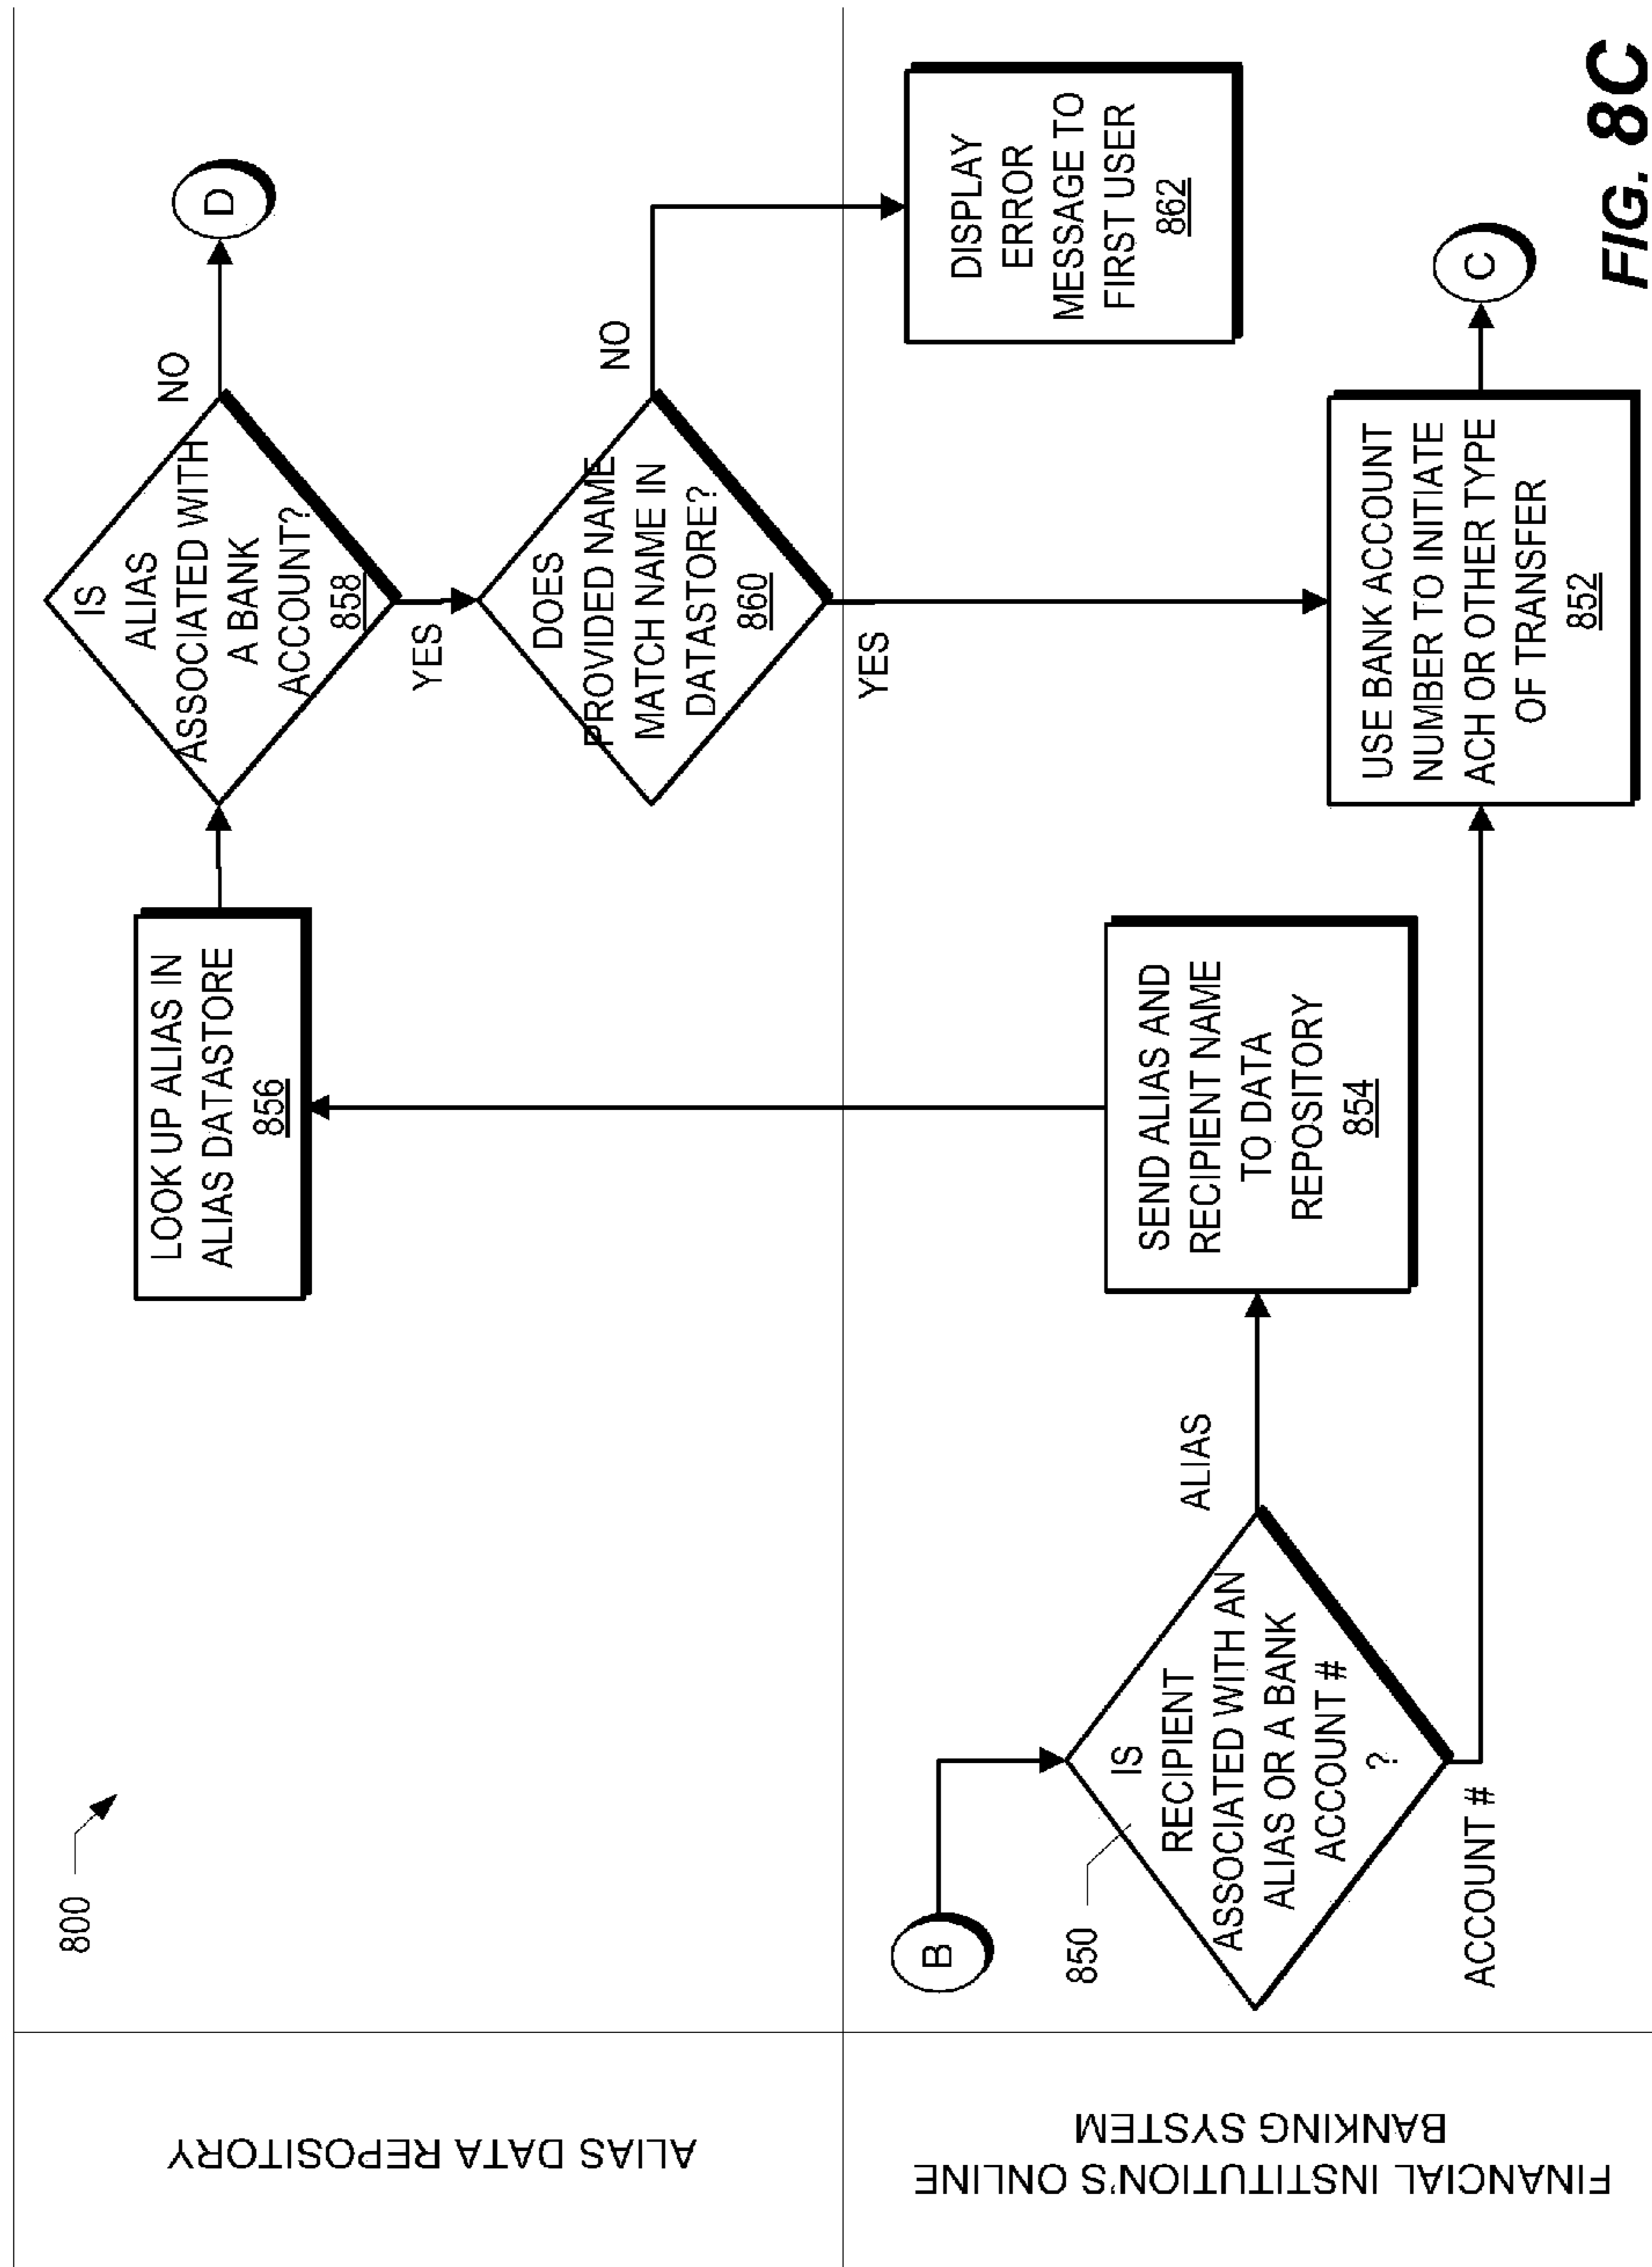 800
ALIAS DATA REPOSITORY
LOOK UP ALIAS IN
ALIAS DATASTORE
856
IS
ALIAS
ASSOCIATED WITH
A BANK
ACCOUNT?
858
NO
D
YES
DOES
PROVIDED NAME
MATCH NAME IN
DATASTORE?
860
NO
YES
FINANCIAL INSTITUTION'S ONLINE
BANKING SYSTEM
B
850
IS
RECIPIENT
ASSOCIATED WITH AN
ALIAS OR A BANK
ACCOUNT #
?
ALIAS
ACCOUNT #
SEND ALIAS AND
RECIPIENT NAME
TO DATA
REPOSITORY
854
DISPLAY
ERROR
MESSAGE TO
FIRST USER
862
USE BANK ACCOUNT
NUMBER TO INITIATE
ACH OR OTHER TYPE
OF TRANSFER
852
C
FIG. 8C